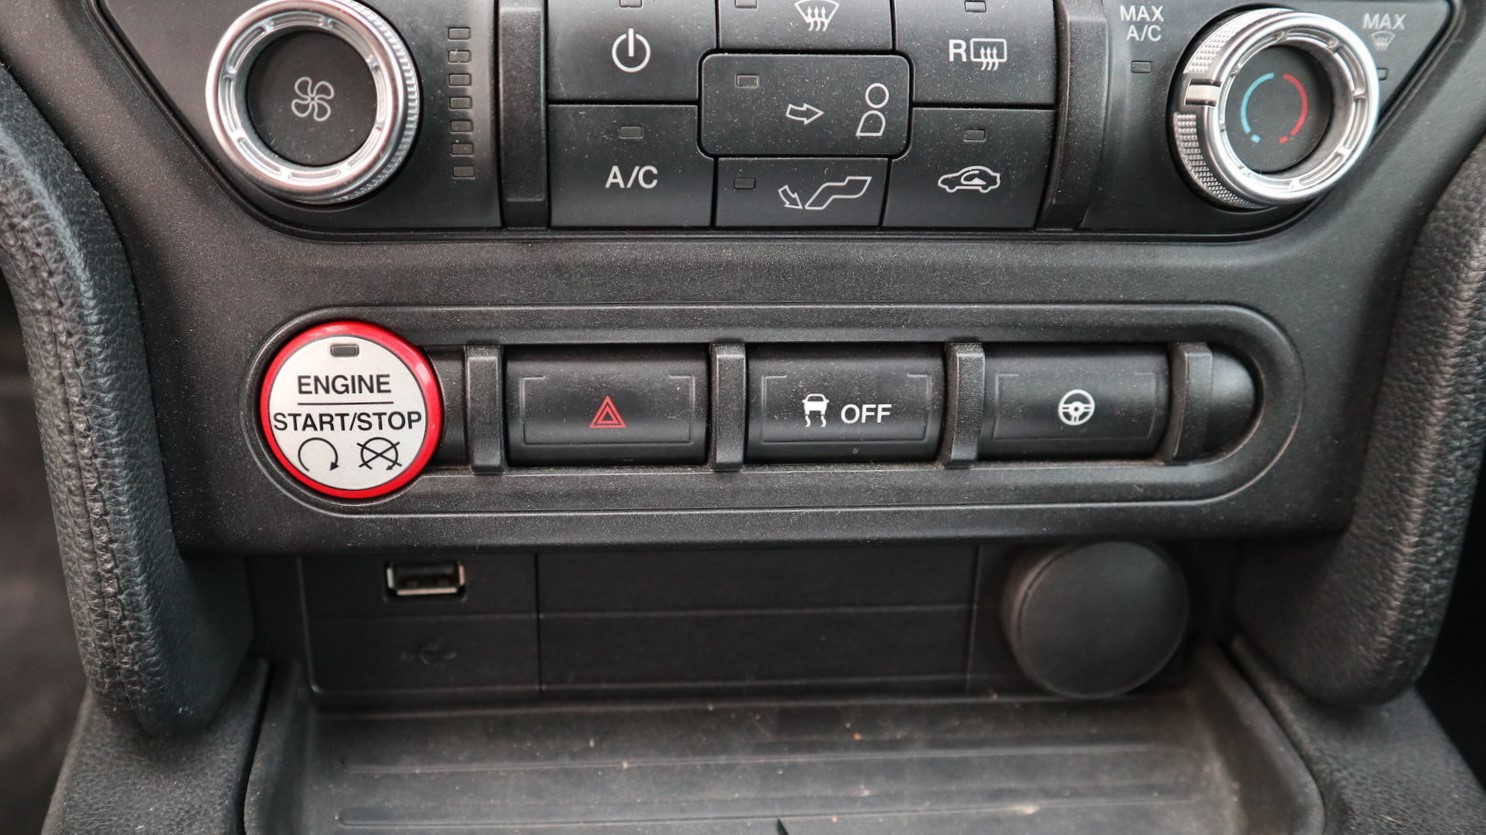 MAX
A/C
MAX
R
A/C
ENGINE
START/STOP
OFF